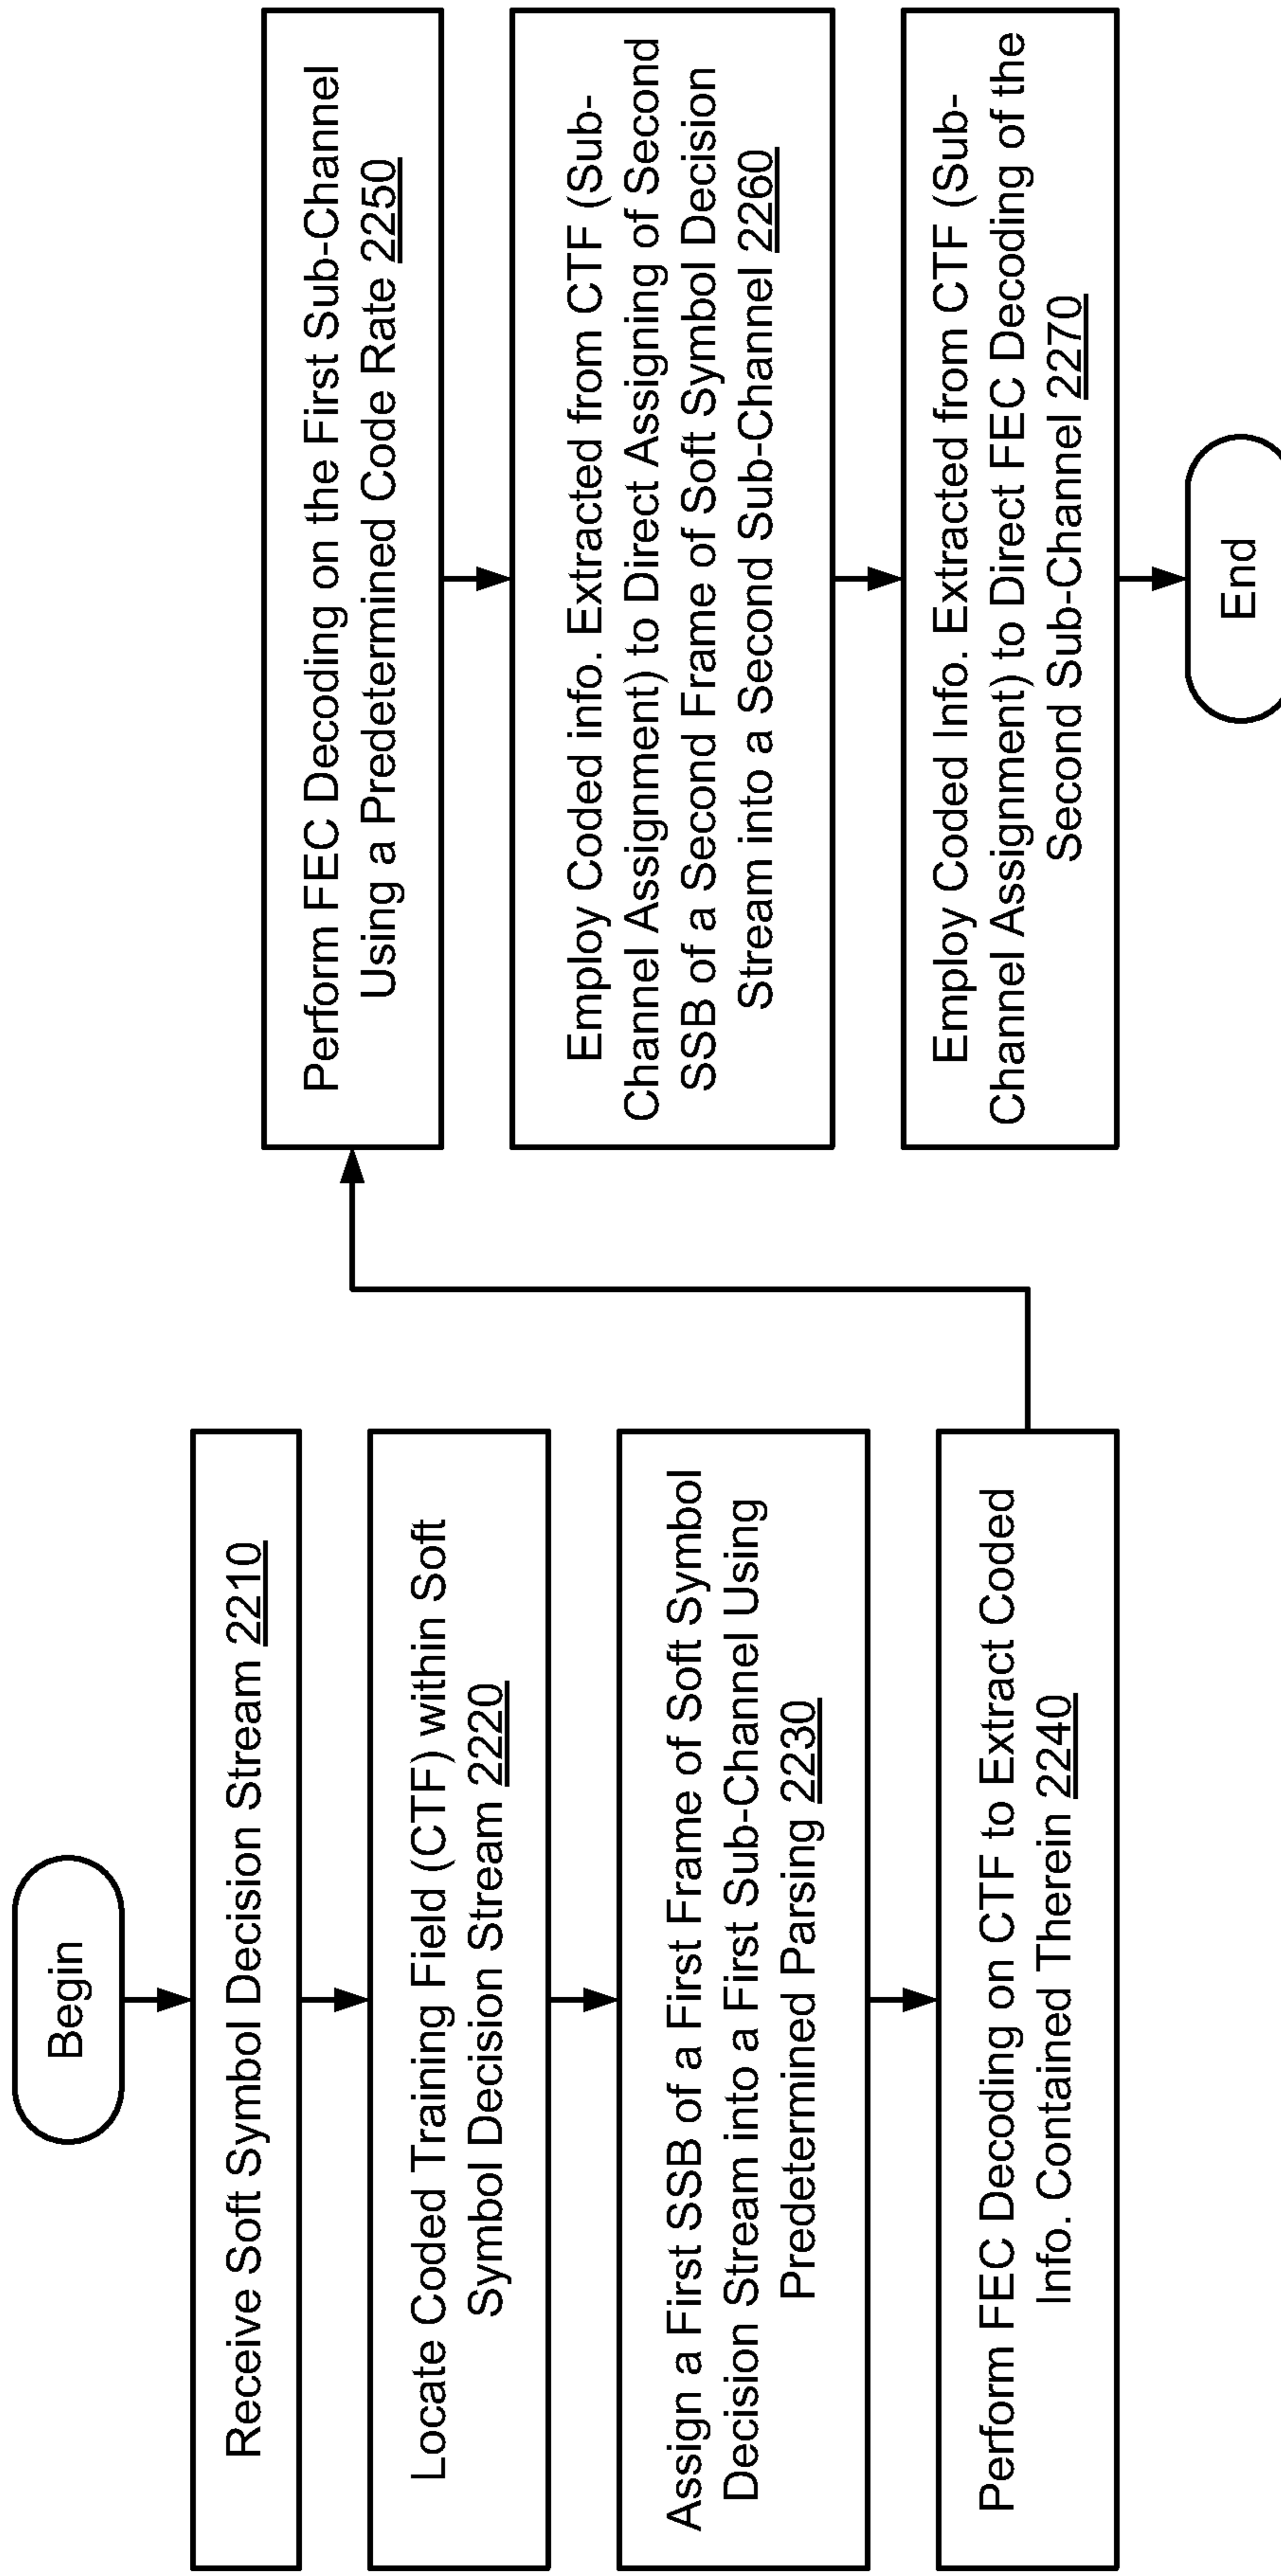 Begin
Receive Soft Symbol Decision Stream 2210
Locate Coded Training Field (CTF) within Soft
Symbol Decision Stream 2220
Assign a First SSB of a First Frame of Soft Symbol
Decision Stream into a First Sub-Channel Using
Predetermined Parsing 2230
Perform FEC Decoding on CTF to Extract Coded
Info. Contained Therein 2240
Perform FEC Decoding on the First Sub-Channel
Using a Predetermined Code Rate 2250
Employ Coded info. Extracted from CTF (Sub-
Channel Assignment) to Direct Assigning of Second
SSB of a Second Frame of Soft Symbol Decision
Stream into a Second Sub-Channel 2260
Employ Coded Info. Extracted from CTF (Sub-
Channel Assignment) to Direct FEC Decoding of the
Second Sub-Channel 2270
End